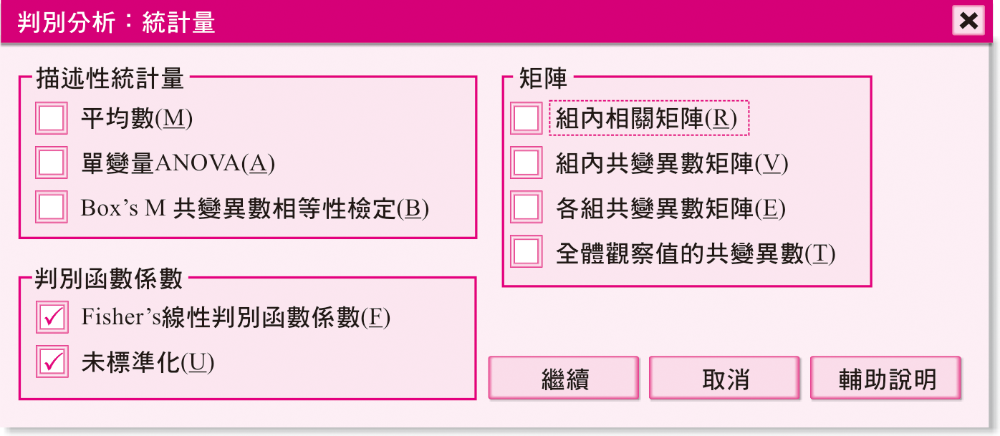 判別分析：統計量
描述性統計量
平均數(M)
單變量ANOVA(A)
Box’s M 共變異數相等性檢定(B)
判別函數係數
Fisher’s線性判別函數係數(F)
未標準化(U)
矩陣
組內相關矩陣(R)
組內共變異數矩陣(V)
各組共變異數矩陣(E)
全體觀察值的共變異數(T)
繼續
取消
輔助說明